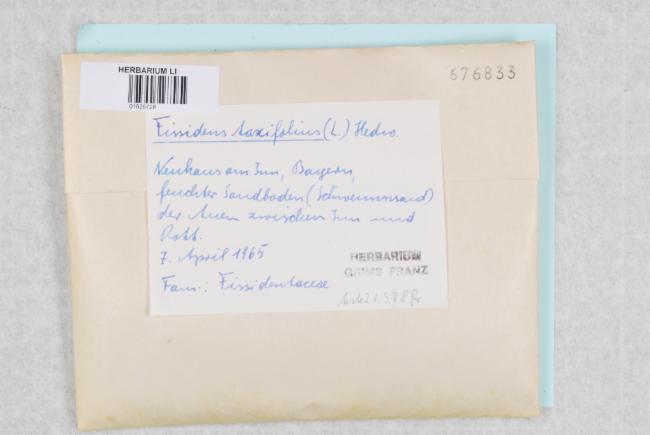 HERBARIUM LI
01625728
676833
Fissidens taxifolius (L.) Hedw.
Neuhaus am Inn, Bayern,
feuchter Sandboden (Schwemmsand)
der Auen zwischen Inn und
Rott.
7. April 1965
Fam.: Fissidentaceae
HERBARIUM
GRIMS FRANZ